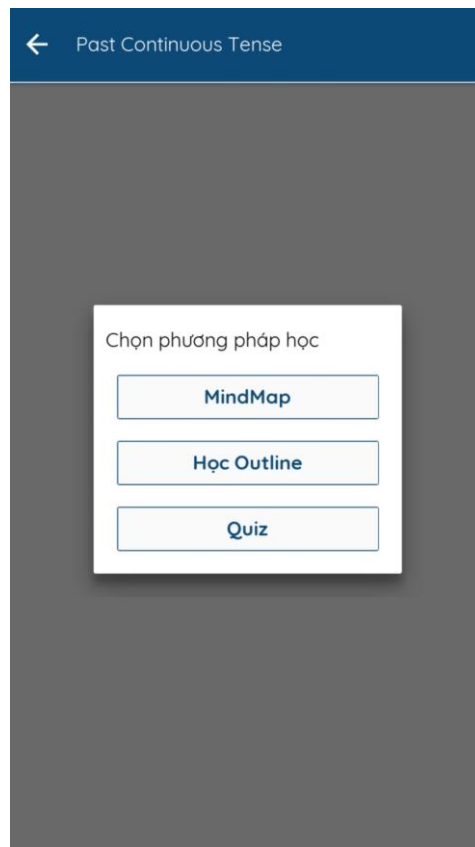 Past Continuous Tense
Chọn phương pháp học
MindMap
Học Outline
Quiz